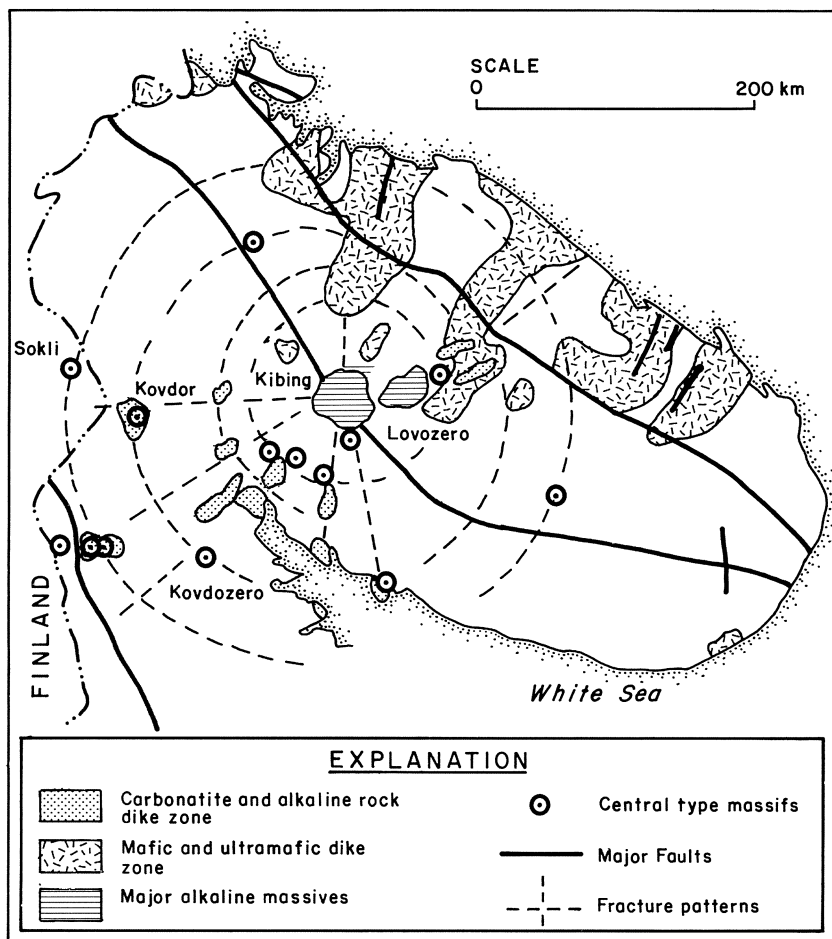 SCALE
0 200 km
Sokli
Kovdor
Kibing
Lovozero
Kovdozero
FINLAND
White Sea
EXPLANATION
Carbonatite and alkaline rock
dike zone
Mafic and ultramafic dike
zone
Major alkaline massives
Central type massifs
Major Faults
Fracture patterns